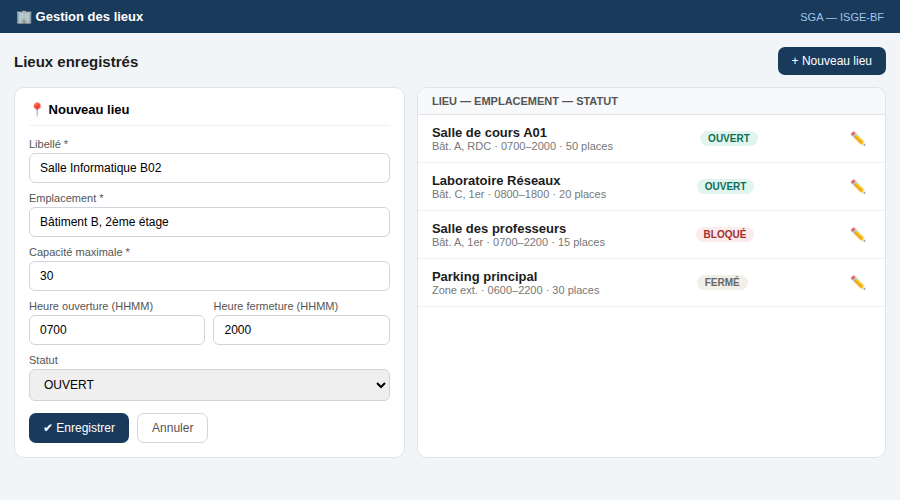 🏢 Gestion des lieux
SGA — ISGE-BF
Lieux enregistrés
+ Nouveau lieu
📍 Nouveau lieu
Libellé *
Salle Informatique B02
Emplacement *
Bâtiment B, 2ème étage
Capacité maximale *
30
Heure ouverture (HHMM)
Heure fermeture (HHMM)
0700
2000
Statut
OUVERT
✔ Enregistrer
Annuler
LIEU — EMPLACEMENT — STATUT
Salle de cours A01
Bât. A, RDC · 0700–2000 · 50 places
OUVERT
Laboratoire Réseaux
Bât. C, 1er · 0800–1800 · 20 places
OUVERT
Salle des professeurs
Bât. A, 1er · 0700–2200 · 15 places
BLOQUÉ
Parking principal
Zone ext. · 0600–2200 · 30 places
FERMÉ